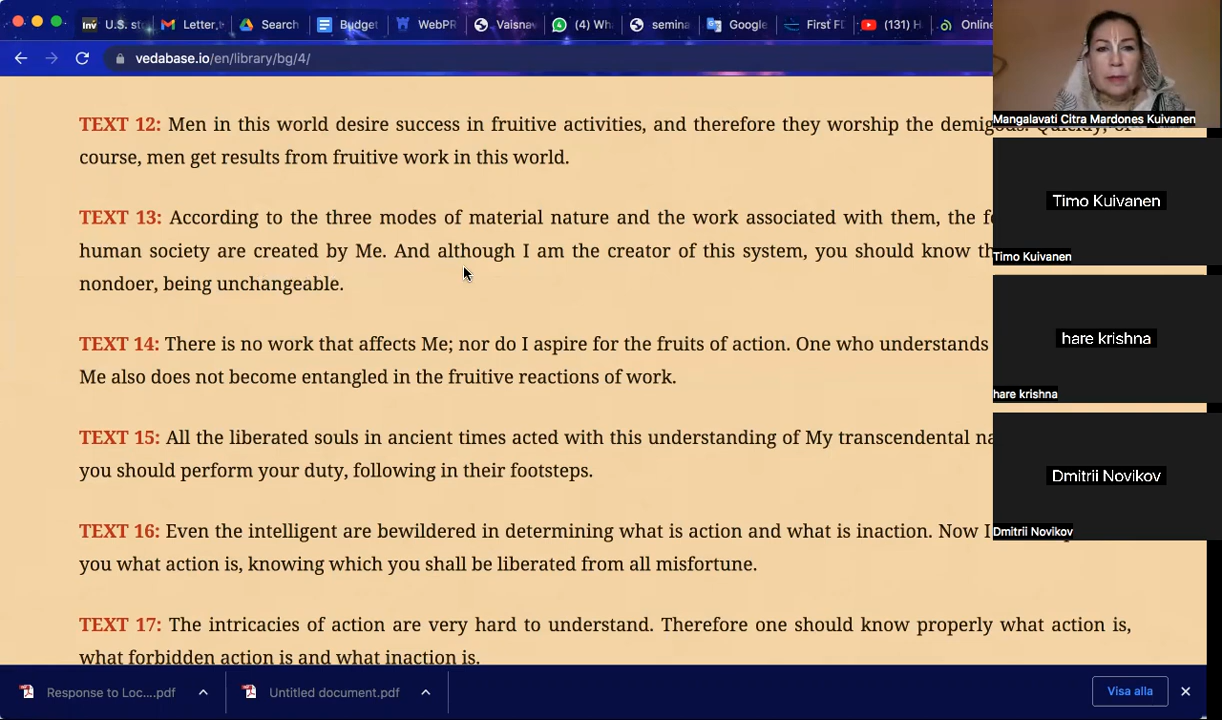 U.S. st
Letter,
Search
Budget
WebPR
Vaisna
(4) Wh
semina
Google
First F
(131) H
Online
vedabase.io/en/library/bg/4/
TEXT 12: Men in this world desire success in fruitive activities, and therefore they worship the
course, men get results from fruitive work in this world.
TEXT 13: According to the three modes of material nature and the work associated with them, the
human society are created by Me. And although I am the creator of this system, you should know
nondoer, being unchangeable.
TEXT 14: There is no work that affects Me; nor do I aspire for the fruits of action. One who understands
Me also does not become entangled in the fruitive reactions of work.
TEXT 15: All the liberated souls in ancient times acted with this understanding of My transcendental
you should perform your duty, following in their footsteps.
TEXT 16: Even the intelligent are bewildered in determining what is action and what is inaction. Now I
you what action is, knowing which you shall be liberated from all misfortune.
TEXT 17: The intricacies of action are very hard to understand. Therefore one should know properly what action is,
what forbidden action is and what inaction is.
Mangalavati Citra Mardones Kuivanen
Timo Kuivanen
Timo Kuivanen
hare krishna
hare krishna
Dmitrii Novikov
Dmitrii Novikov
Response to Loc....pdf
Untitled document.pdf
Visa alla